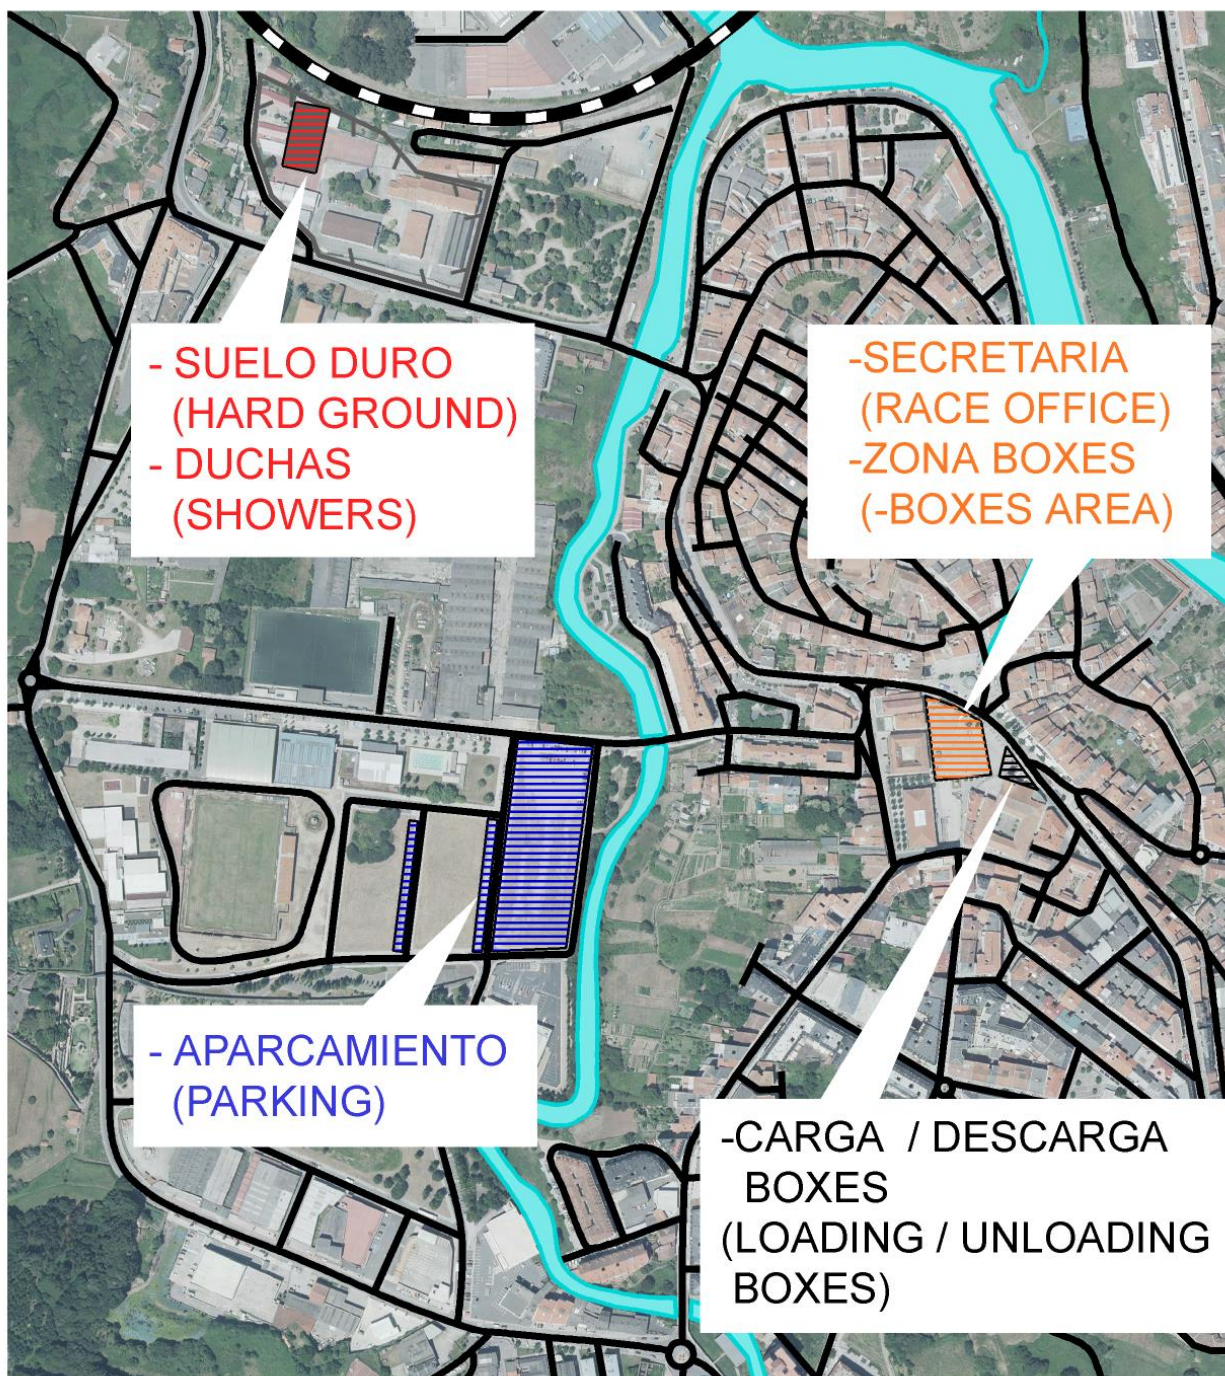 - SUELO DURO
(HARD GROUND)
- DUCHAS
(SHOWERS)
-SECRETARIA
(RACE OFFICE)
-ZONA BOXES
(-BOXES AREA)
- APARCAMIENTO
(PARKING)
-CARGA / DESCARGA
BOXES
(LOADING / UNLOADING
BOXES)